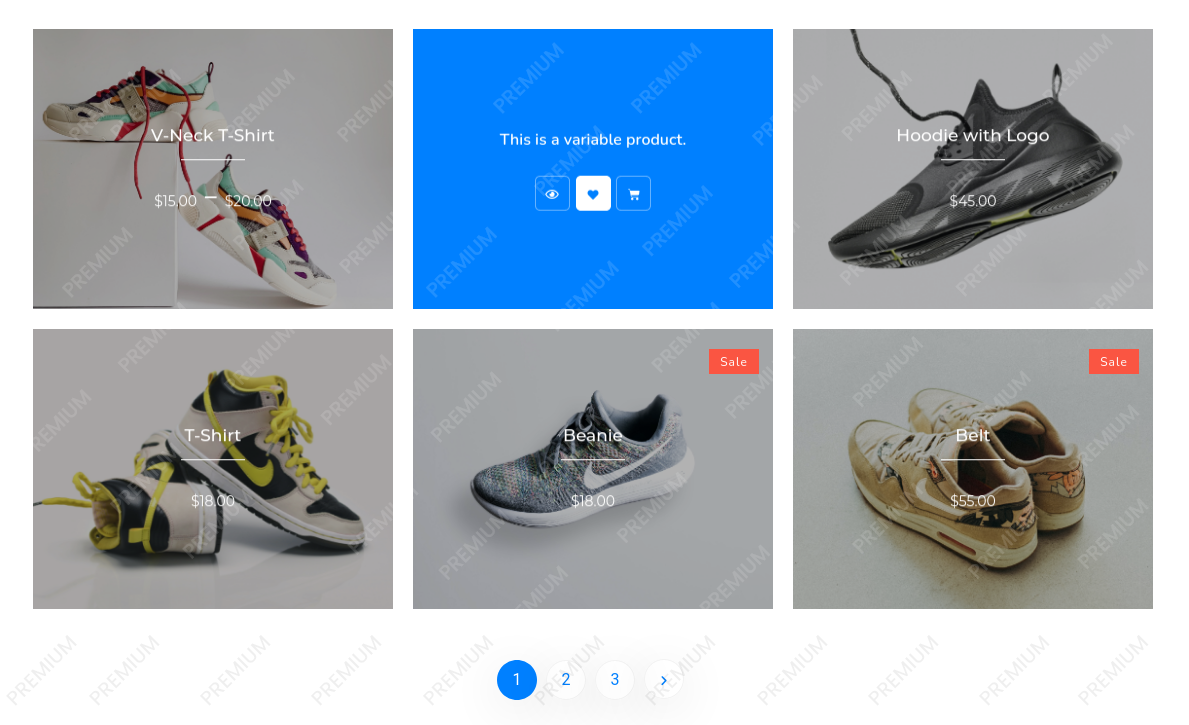 V-Neck T-Shirt
$15.00 – $20.00
This is a variable product.
Hoodie with Logo
$45.00
T-Shirt
$18.00
Sale
Beanie
$18.00
Sale
Belt
$55.00
1 2 3 >
PREMIUM
PREMIUM
PREMIUM
PREMIUM
PREMIUM
PREMIUM
PREMIUM
PREMIUM
PREMIUM
PREMIUM
PREMIUM